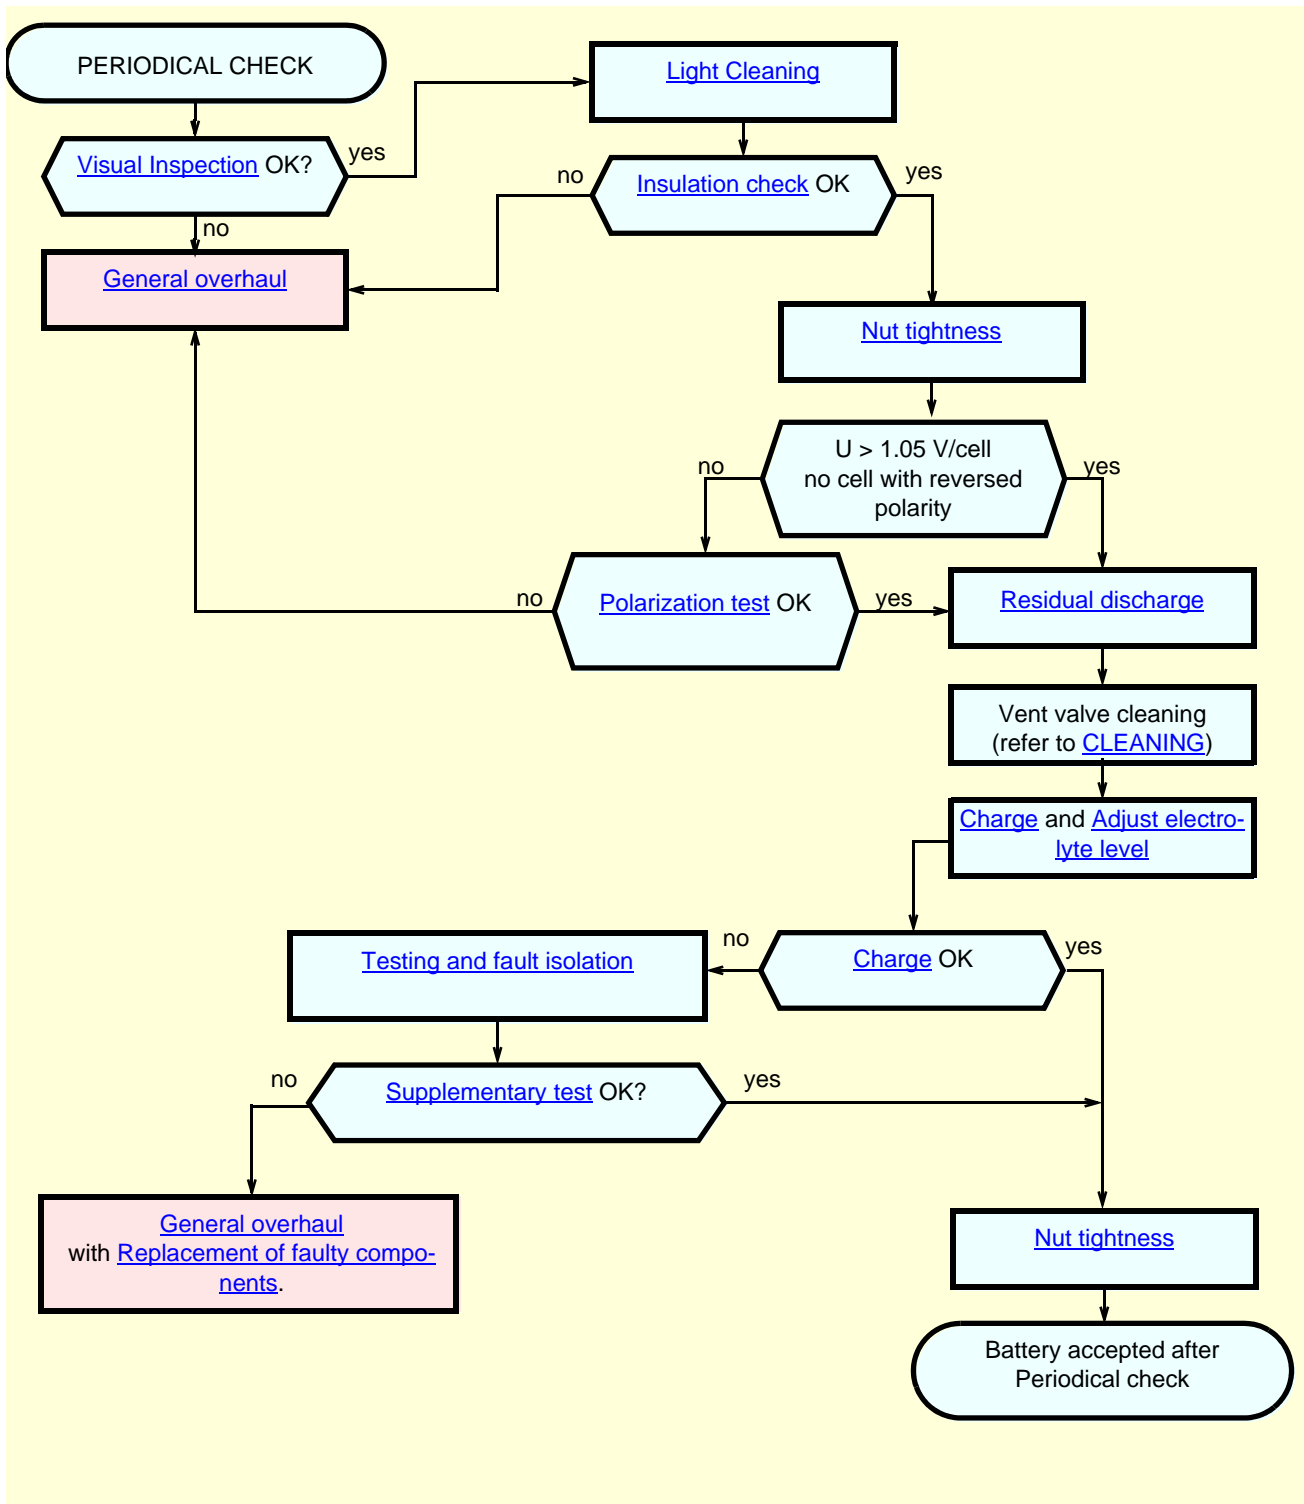 PERIODICAL CHECK
Light Cleaning
Visual Inspection OK?
yes
no
Insulation check OK
yes
no
General overhaul
no
Nut tightness
U > 1.05 V/cell
no cell with reversed
polarity
no
yes
Polarization test OK
no
yes
Residual discharge
Vent valve cleaning
(refer to CLEANING)
Charge and Adjust electro-
lyte level
Charge OK
no
yes
Testing and fault isolation
Supplementary test OK?
no
yes
General overhaul
with Replacement of faulty compo-
nents.
Nut tightness
Battery accepted after
Periodical check